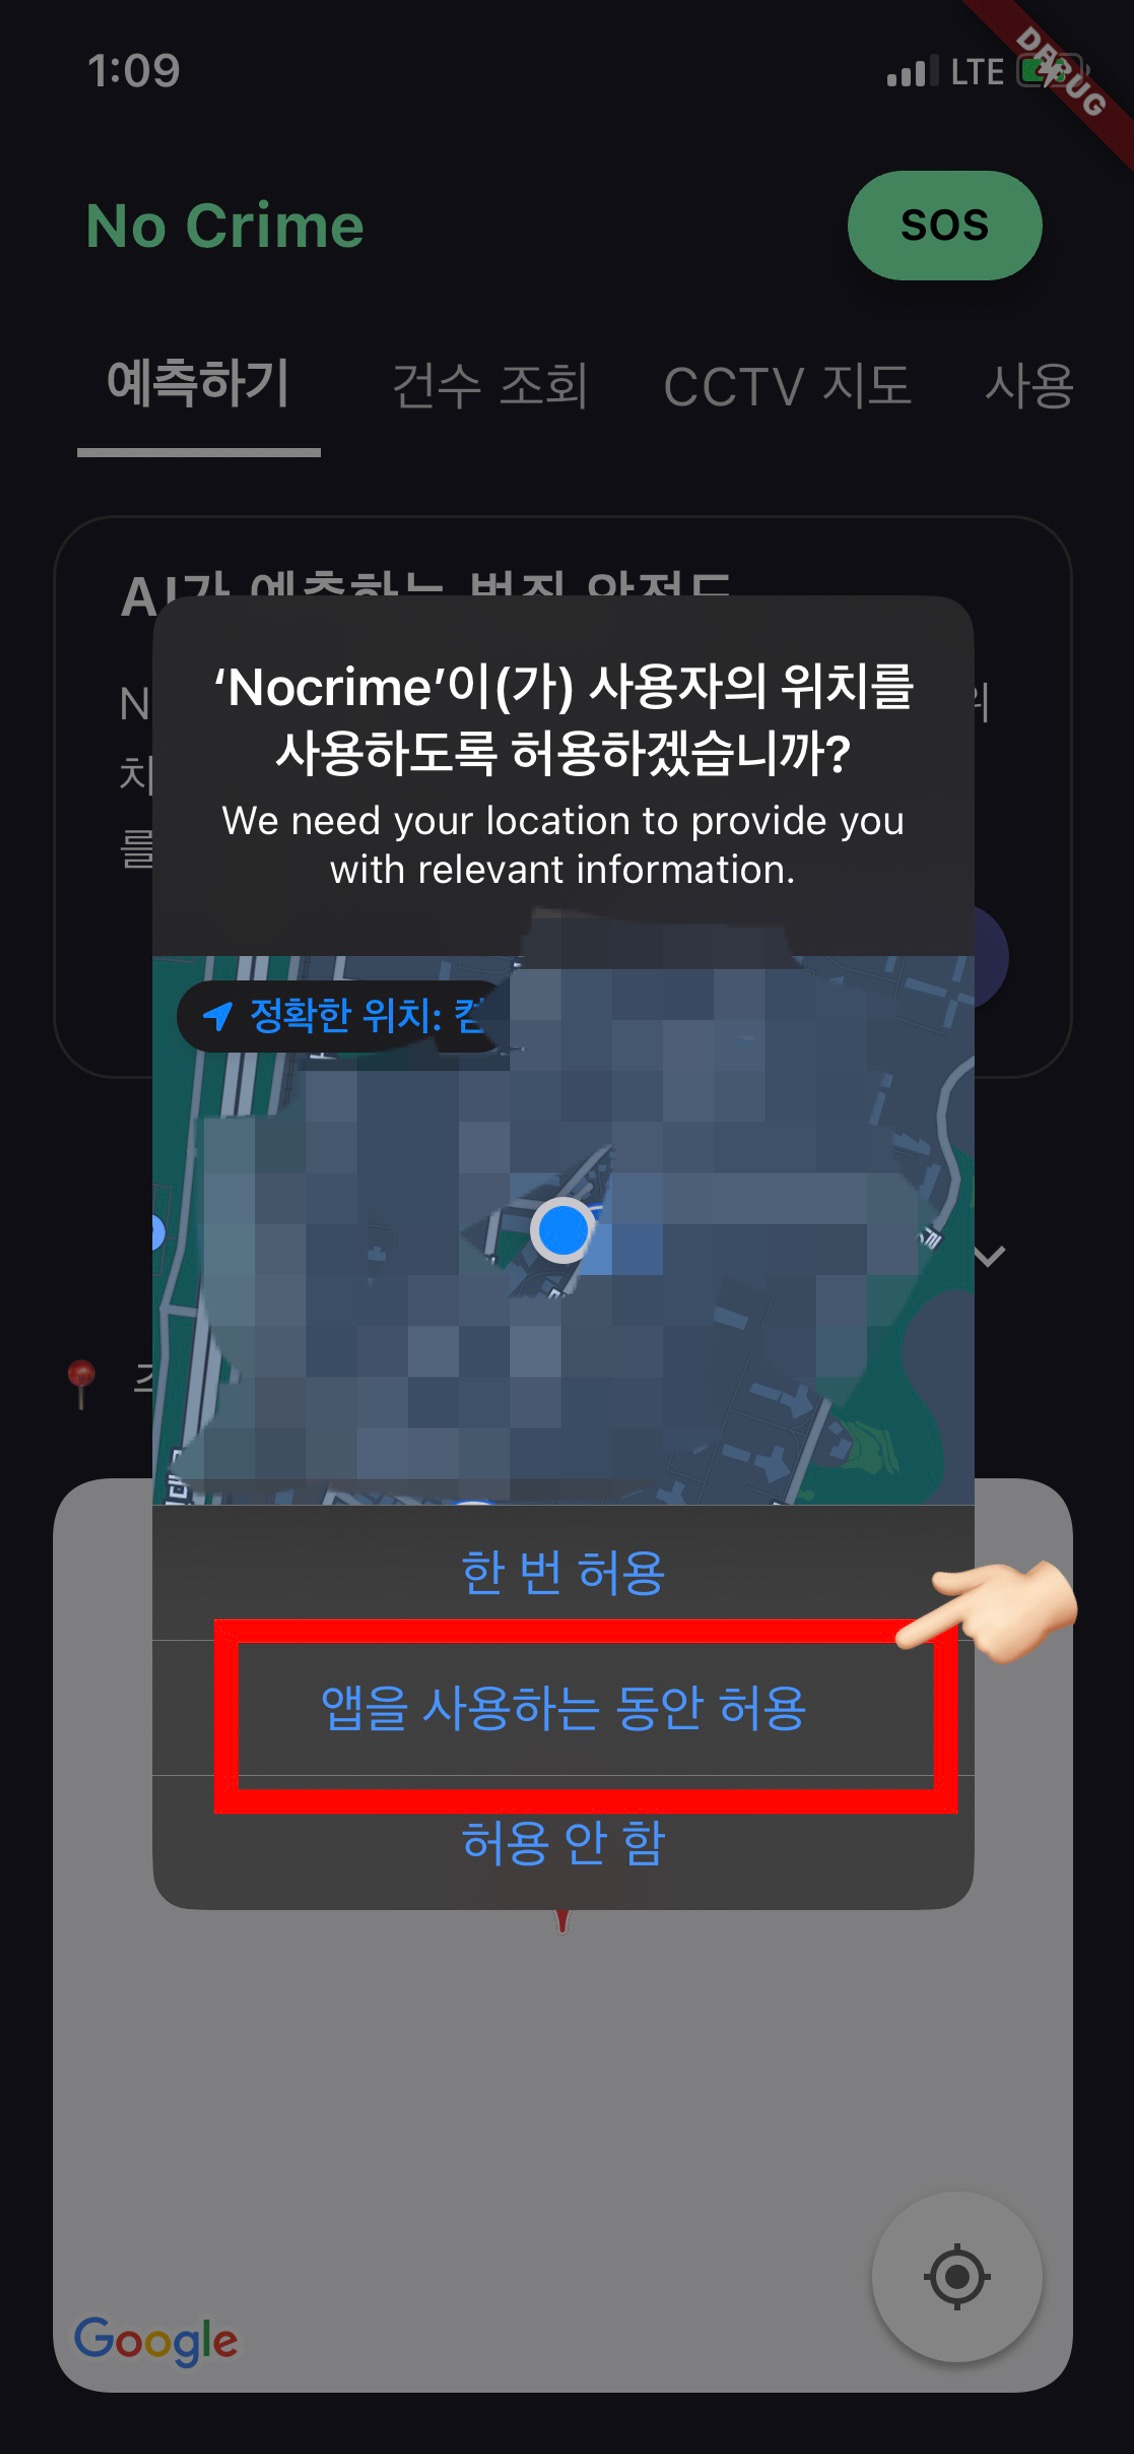 1:09
LTE
DEBUG
No Crime
SOS
예측하기 건수 조회 CCTV 지도 사용
AI가 예측하는 범죄 안전도
‘Nocrime’이(가) 사용자의 위치를
사용하도록 허용하겠습니까?
We need your location to provide you
with relevant information.
치
를
정확한 위치: 켬
한 번 허용
앱을 사용하는 동안 허용
허용 안 함
Google